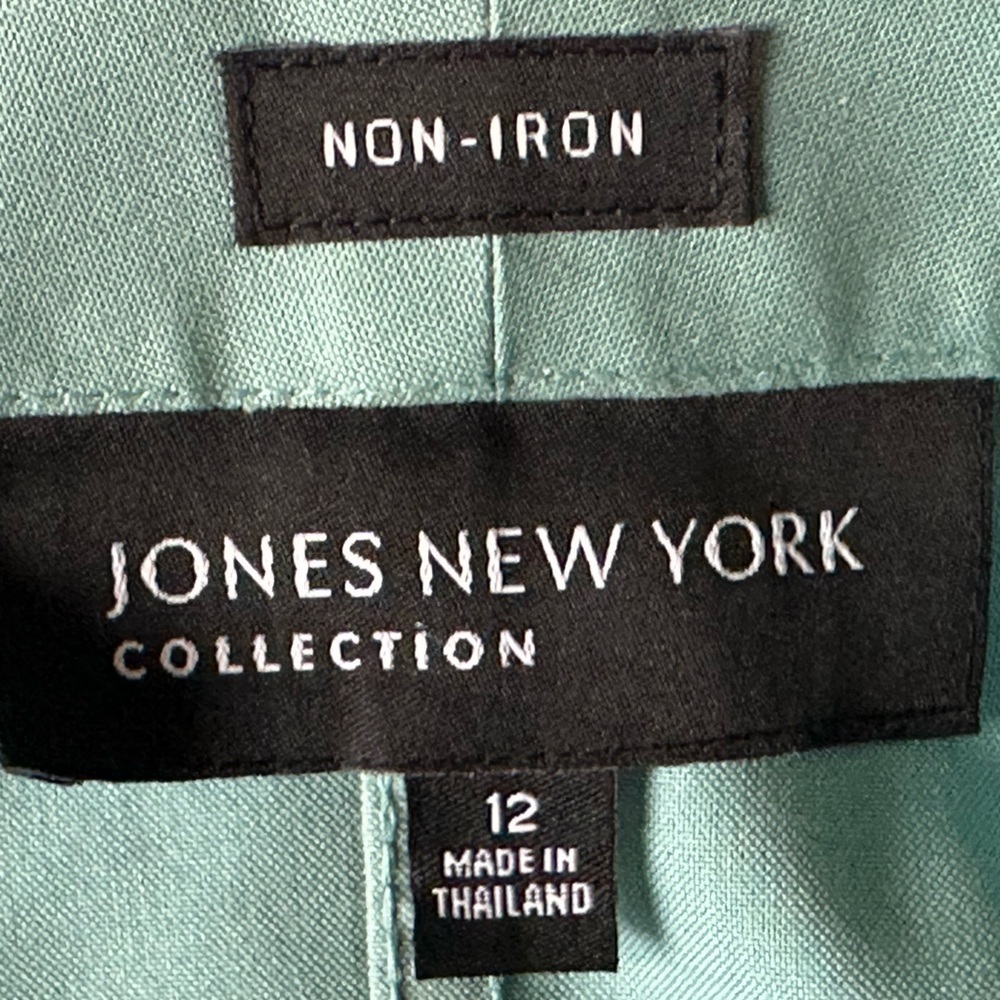 NON-IRON
JONES NEW YORK
COLLECTION
12
MADE IN
THAILAND